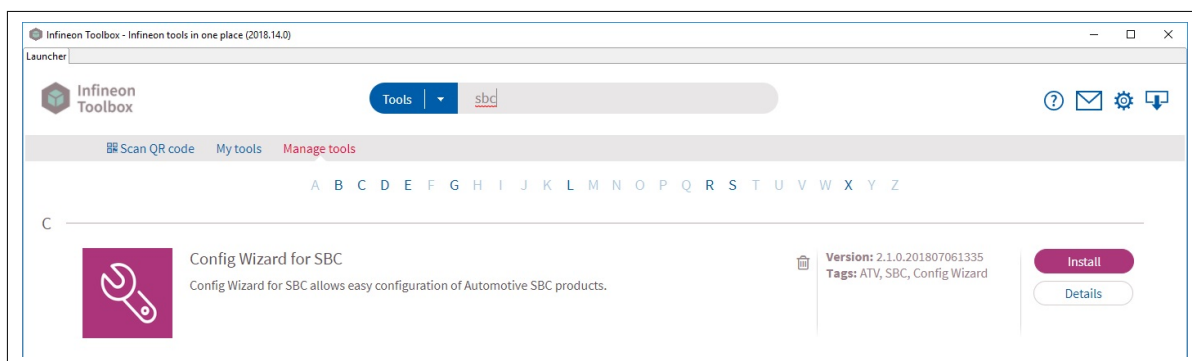 Infineon Toolbox - Infineon tools in one place (2018.14.0)
Launcher
Infineon
Toolbox
Tools
sbc
Scan QR code My tools Manage tools
A B C D E F G H I J K L M N O P Q R S T U V W X Y Z
C
Config Wizard for SBC
Config Wizard for SBC allows easy configuration of Automotive SBC products.
Version: 2.1.0.201807061335
Tags: ATV, SBC, Config Wizard
Install
Details